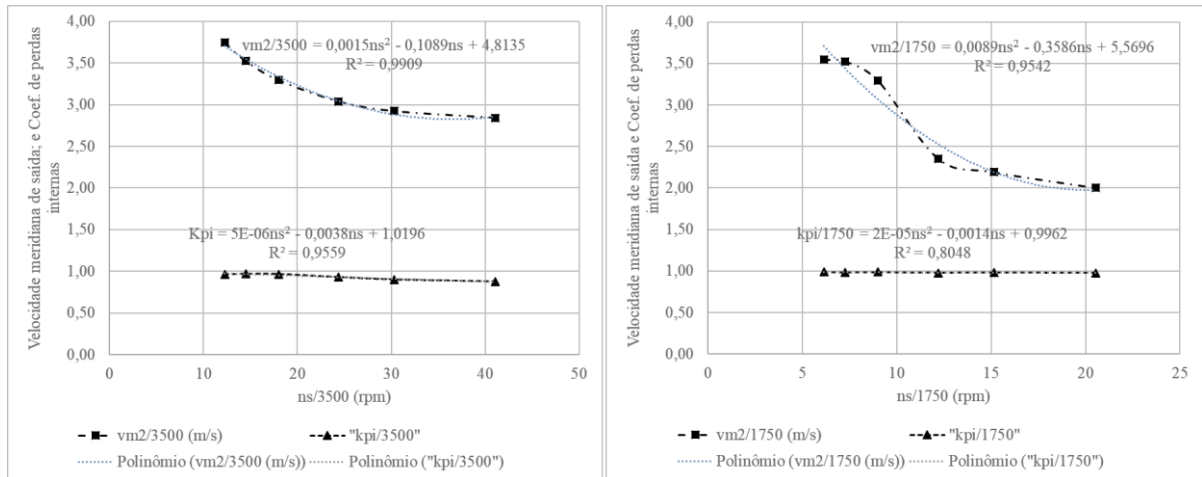 Velocidade meridiana de saída; e Coef. de perdas
internas
4,00
3,50
3,00
2,50
2,00
1,50
1,00
0,50
0,00
vm2/3500 = 0,0015ns² - 0,1089ns + 4,8135
R² = 0,9909
Kpi = 5E-06ns² - 0,0038ns + 1,0196
R² = 0,9559
0 10 20 30 40 50
ns/3500 (rpm)
vm2/3500 (m/s) "kpi/3500"
Polinômio (vm2/3500 (m/s)) Polinômio ("kpi/3500")
Velocidade meridiana de saída e Coef. de perdas
internas
4,00
3,50
3,00
2,50
2,00
1,50
1,00
0,50
0,00
vm2/1750 = 0,0089ns² - 0,3586ns + 5,5696
R² = 0,9542
kpi/1750 = 2E-05ns² - 0,0014ns + 0,9962
R² = 0,8048
0 5 10 15 20 25
ns/1750 (rpm)
vm2/1750 (m/s) "kpi/1750"
Polinômio (vm2/1750 (m/s)) Polinômio ("kpi/1750")